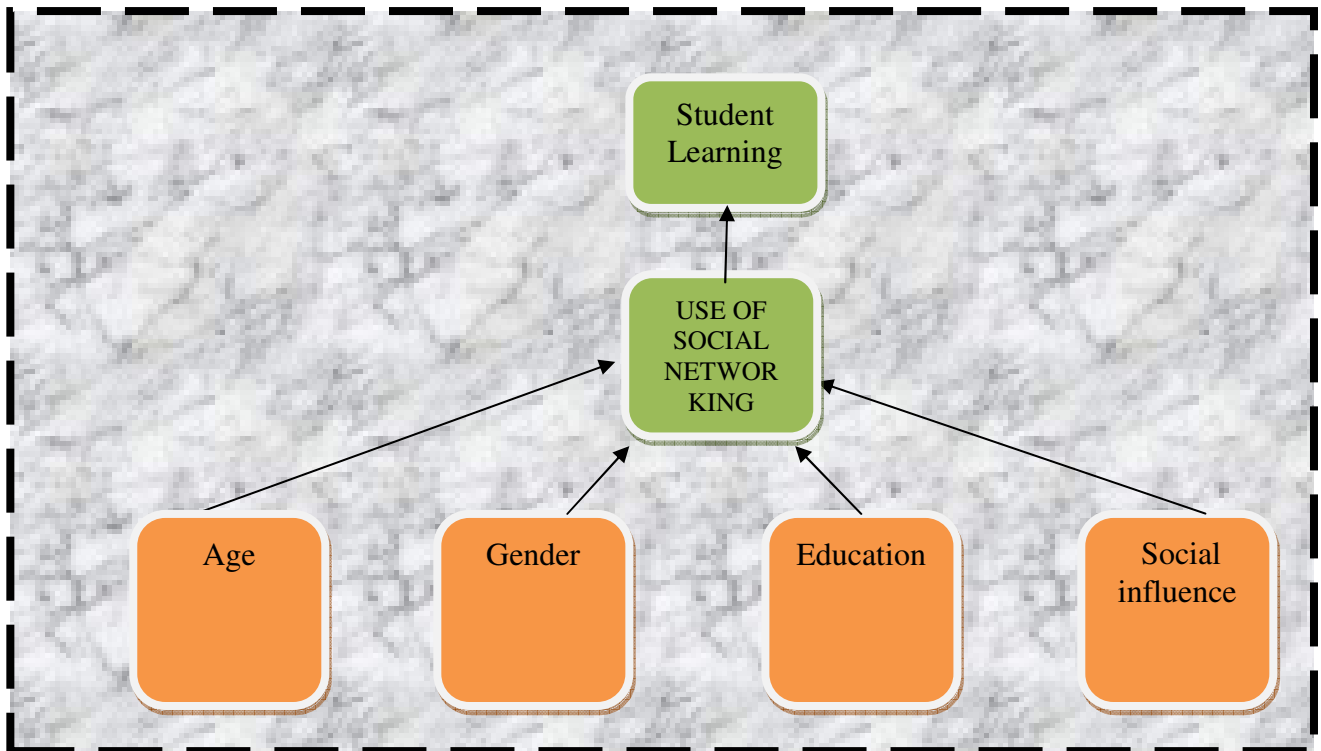 Student
Learning
USE OF
SOCIAL
NETWOR
KING
Age
Gender
Education
Social
influence